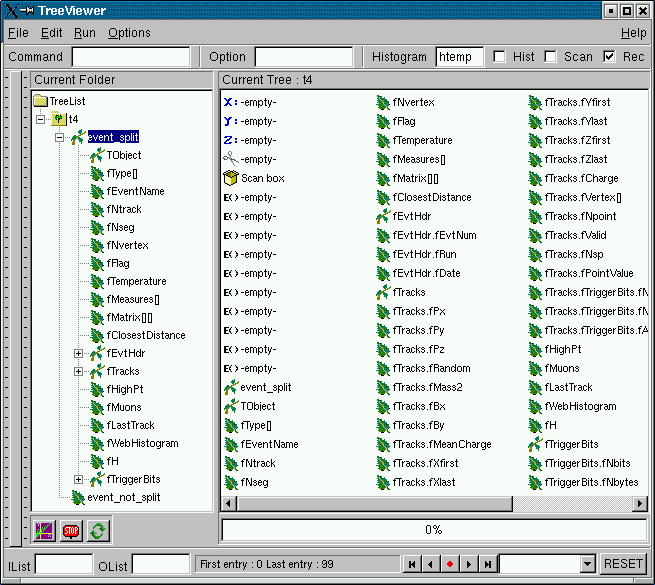 TreeViewer
File Edit Run Options Help
Command Option Histogram htemp Hist Scan Rec
Current Folder
TreeList
t4
event_split
TObject
fType[]
fEventName
fNtrack
fNseg
fNvertex
fFlag
fTemperature
fMeasures[]
fMatrix[][]
fClosestDistance
fEvtHdr
fTracks
fHighPt
fMuons
fLastTrack
fWebHistogram
fH
fTriggerBits
event_not_split
Current Tree : t4
X: -empty-
Y: -empty-
Z: -empty-
-empty-
Scan box
E() -empty-
E() -empty-
E() -empty-
E() -empty-
E() -empty-
E() -empty-
E() -empty-
E() -empty-
E() -empty-
E() -empty-
event_split
TObject
fType[]
fEventName
fNtrack
fNseg
fNvertex
fFlag
fTemperature
fMeasures[]
fMatrix[][]
fClosestDistance
fEvtHdr
fEvtHdr.fEvtNum
fEvtHdr.fRun
fEvtHdr.fDate
fTracks
fTracks.fPx
fTracks.fPy
fTracks.fPz
fTracks.fRandom
fTracks.fMass2
fTracks.fBx
fTracks.fBy
fTracks.fMeanCharge
fTracks.fXfirst
fTracks.fXlast
fTracks.fYfirst
fTracks.fYlast
fTracks.fZfirst
fTracks.fZlast
fTracks.fCharge
fTracks.fVertex[]
fTracks.fNpoint
fTracks.fValid
fTracks.fNsp
fTracks.fPointValue
fTracks.fTriggerBits.fN
fTracks.fTriggerBits.fN
fTracks.fTriggerBits.fA
fHighPt
fMuons
fLastTrack
fWebHistogram
fH
fTriggerBits
fTriggerBits.fNbits
fTriggerBits.fNbytes
STOP
0%
IList OList First entry : 0 Last entry : 99 RESET